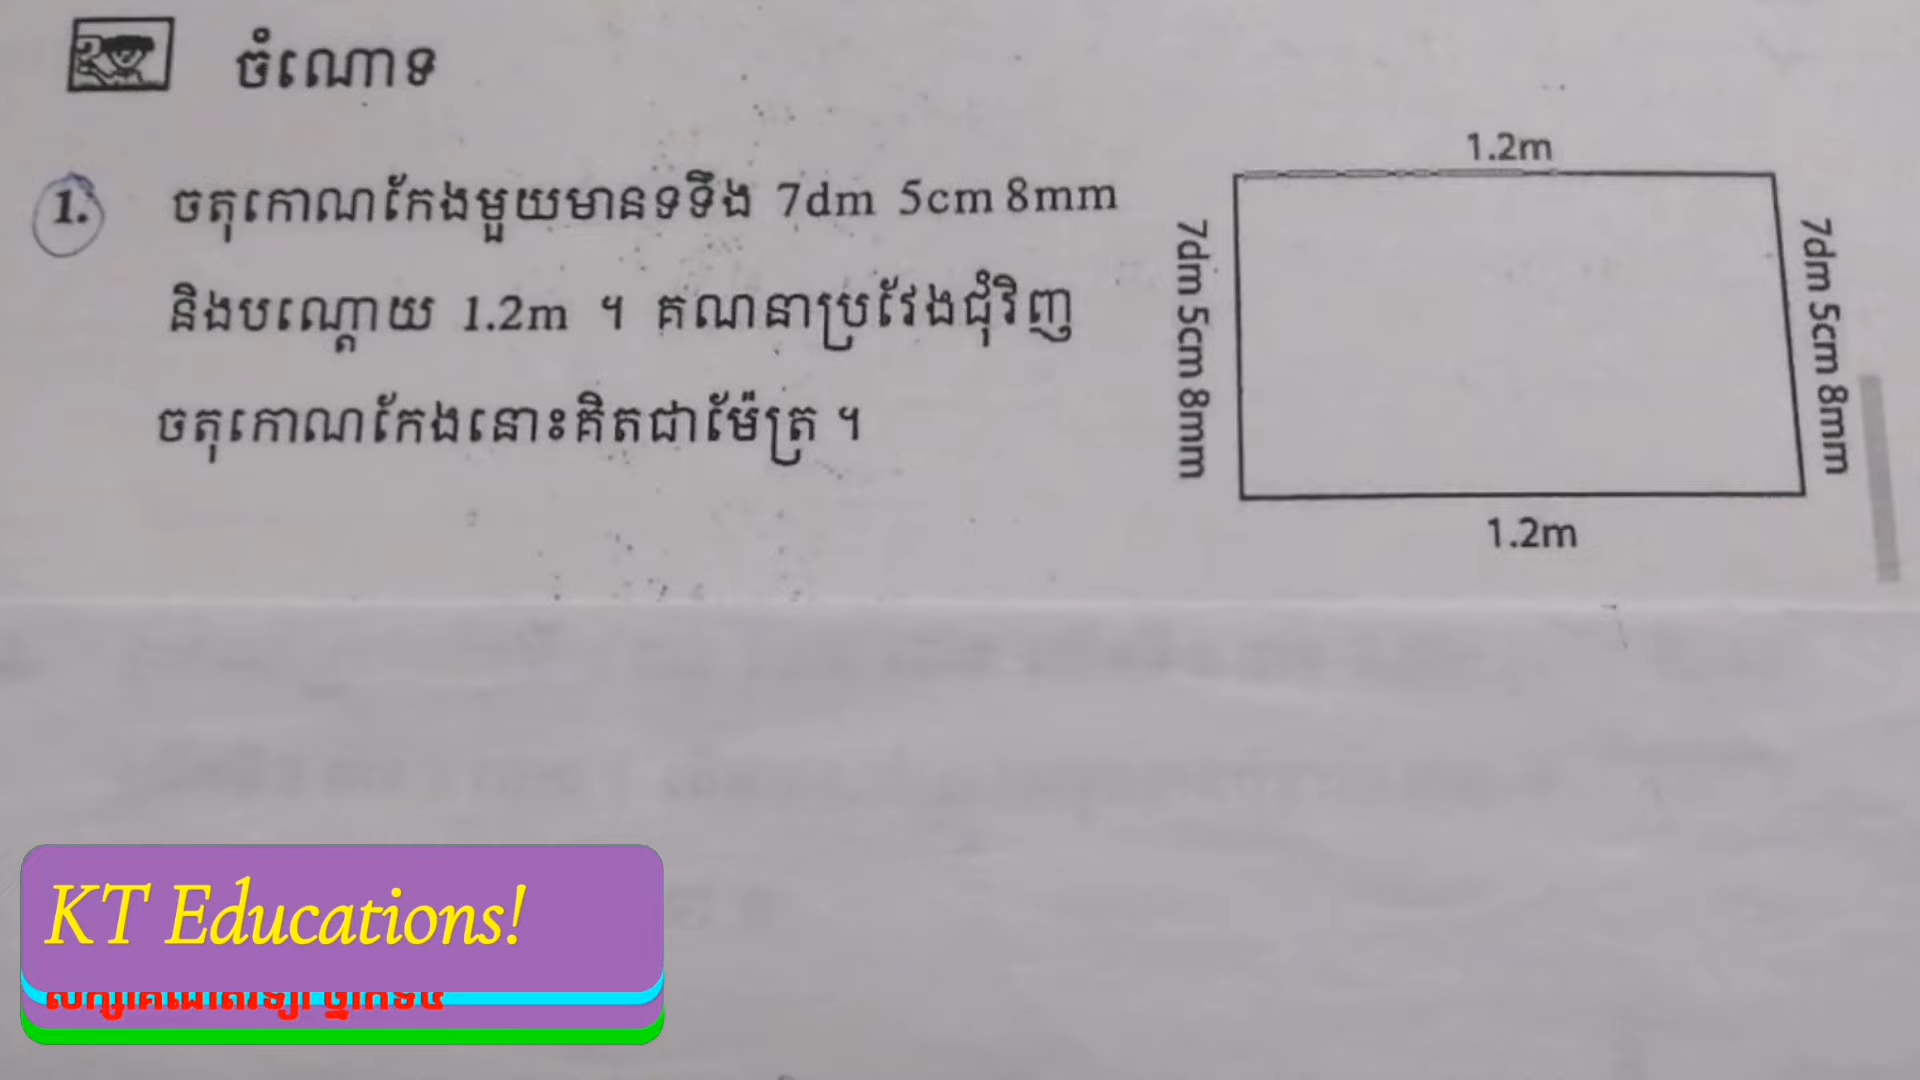 ចំណោទ
1. ចតុកោណកែងមួយមានទទឹង 7dm 5cm 8mm
និងបណ្ដោយ 1.2m ។ គណនាប្រវែងជុំវិញ
ចតុកោណកែងនោះគិតជាម៉ែត្រ ។
1.2m
7dm 5cm 8mm
7dm 5cm 8mm
1.2m
KT Educations!